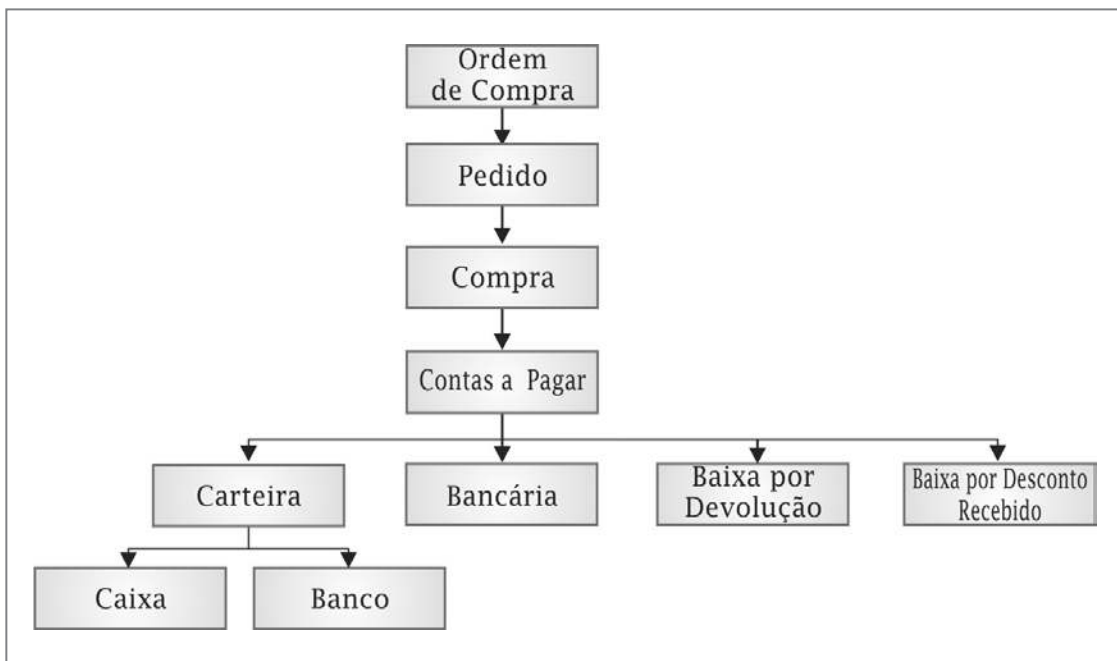 Ordem
de Compra
Pedido
Compra
Contas a Pagar
Carteira
Bancária
Baixa por
Devolução
Baixa por Desconto
Recebido
Caixa
Banco